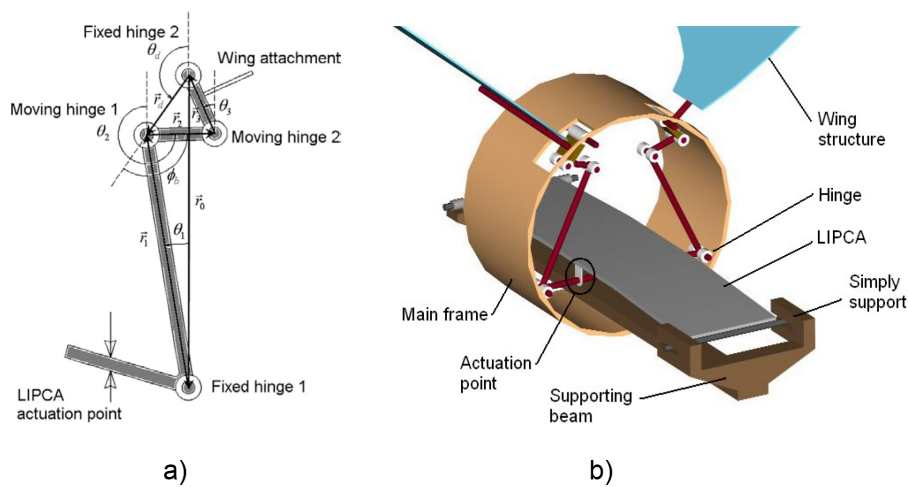 Fixed hinge 2
θd
Wing attachment
Moving hinge 1
r⃗d
r⃗2
r⃗3
θ3
θ2
Moving hinge 2
ϕb
r⃗0
r⃗1
θ1
LIPCA
actuation point
Fixed hinge 1
a)
Wing
structure
Hinge
LIPCA
Simply
support
Main frame
Actuation
point
Supporting
beam
b)